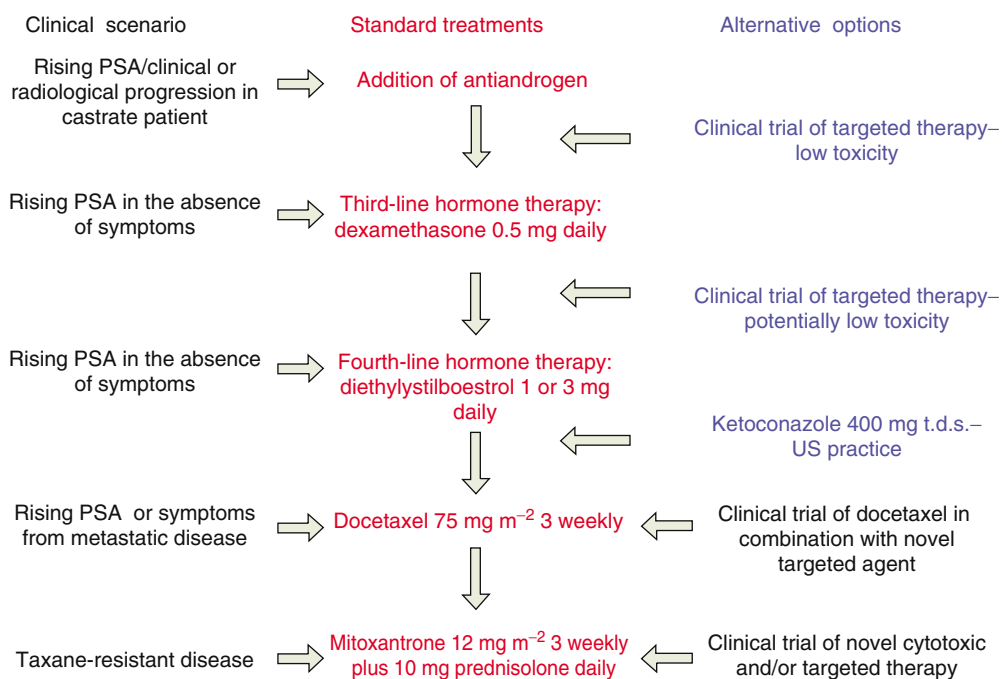 Clinical scenario
Standard treatments
Alternative options
Rising PSA/clinical or
radiological progression in
castrate patient
Addition of antiandrogen
Clinical trial of targeted therapy–
low toxicity
Rising PSA in the absence
of symptoms
Third-line hormone therapy:
dexamethasone 0.5 mg daily
Clinical trial of targeted therapy–
potentially low toxicity
Rising PSA in the absence
of symptoms
Fourth-line hormone therapy:
diethylystilboestrol 1 or 3 mg
daily
Ketoconazole 400 mg t.d.s.–
US practice
Rising PSA or symptoms
from metastatic disease
Docetaxel 75 mg m⁻² 3 weekly
Clinical trial of docetaxel in
combination with novel
targeted agent
Taxane-resistant disease
Mitoxantrone 12 mg m⁻² 3 weekly
plus 10 mg prednisolone daily
Clinical trial of novel cytotoxic
and/or targeted therapy